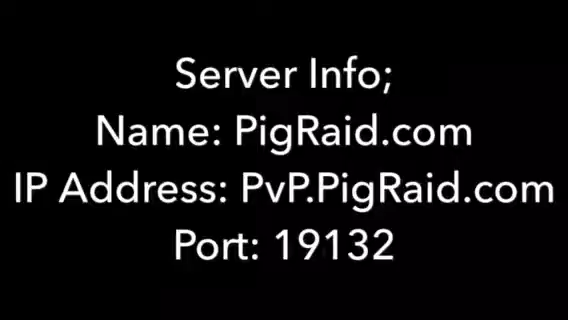 Server Info;
Name: PigRaid.com
IP Address: PvP.PigRaid.com
Port: 19132